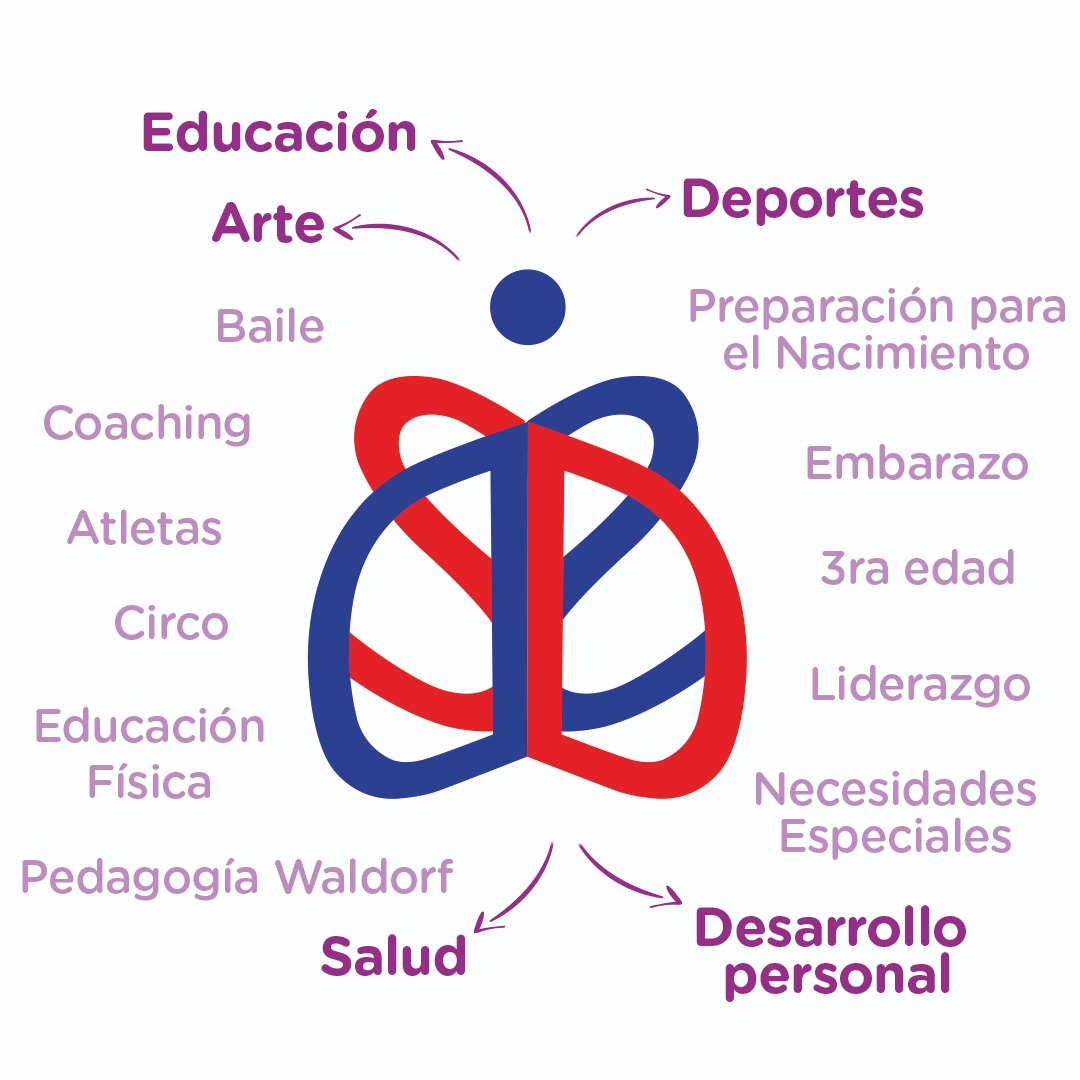 Educación
Deportes
Arte
Baile
Preparación para
el Nacimiento
Coaching
Embarazo
Atletas
3ra edad
Circo
Liderazgo
Educación
Física
Necesidades
Especiales
Pedagogía Waldorf
Salud
Desarrollo
personal